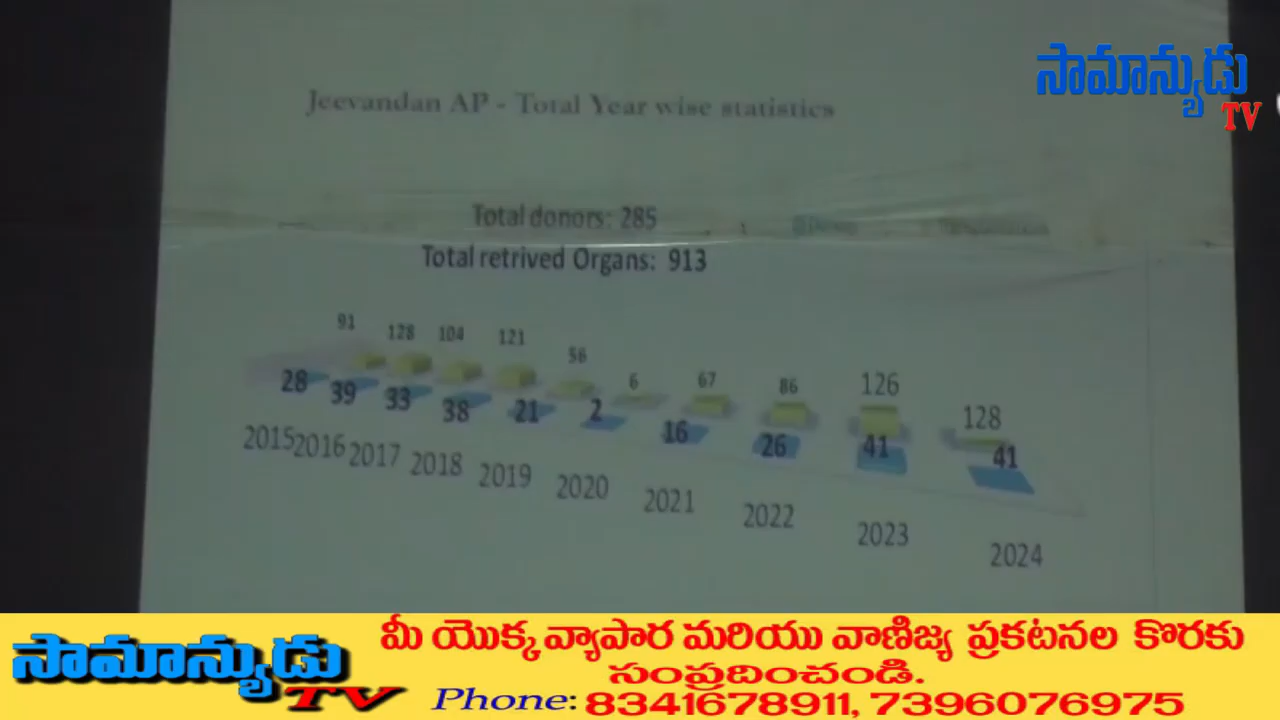 సామాన్యుడు
TV
Jeevandan AP - Total Year wise statistics
Total donors: 285
Total retrived Organs: 913
91 128 104 121 56 6 67 86 126 128
28 39 33 38 21 2 16 26 41 41
2015 2016 2017 2018 2019 2020 2021 2022 2023 2024
సామాన్యుడు
TV
మీ యొక్క వ్యాపార మరియు వాణిజ్య ప్రకటనల కొరకు
సంప్రదించండి.
Phone: 8341678911, 7396076975